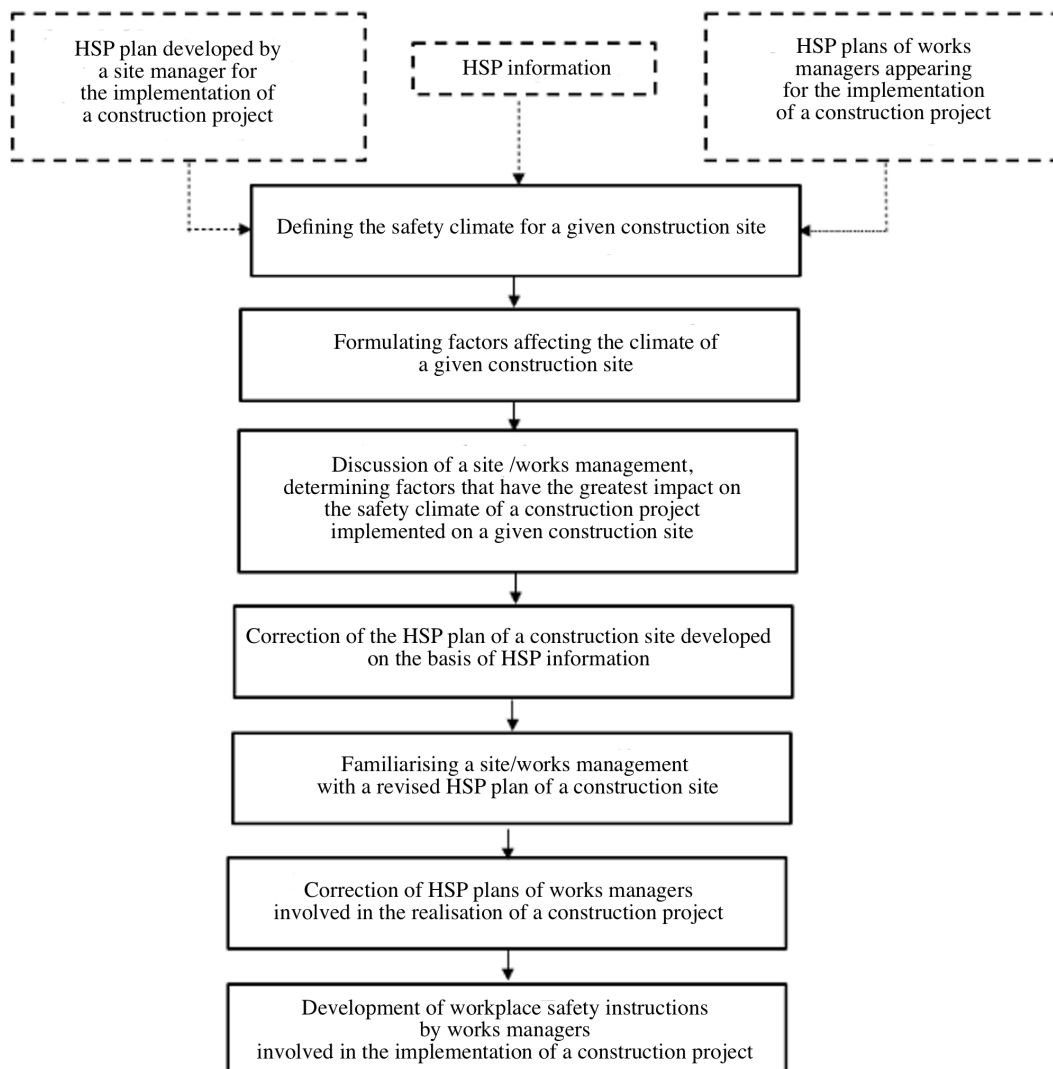 HSP plan developed by
a site manager for
the implementation of
a construction project
HSP information
HSP plans of works
managers appearing
for the implementation
of a construction project
Defining the safety climate for a given construction site
Formulating factors affecting the climate of
a given construction site
Discussion of a site /works management,
determining factors that have the greatest impact on
the safety climate of a construction project
implemented on a given construction site
Correction of the HSP plan of a construction site developed
on the basis of HSP information
Familiarising a site/works management
with a revised HSP plan of a construction site
Correction of HSP plans of works managers
involved in the realisation of a construction project
Development of workplace safety instructions
by works managers
involved in the implementation of a construction project